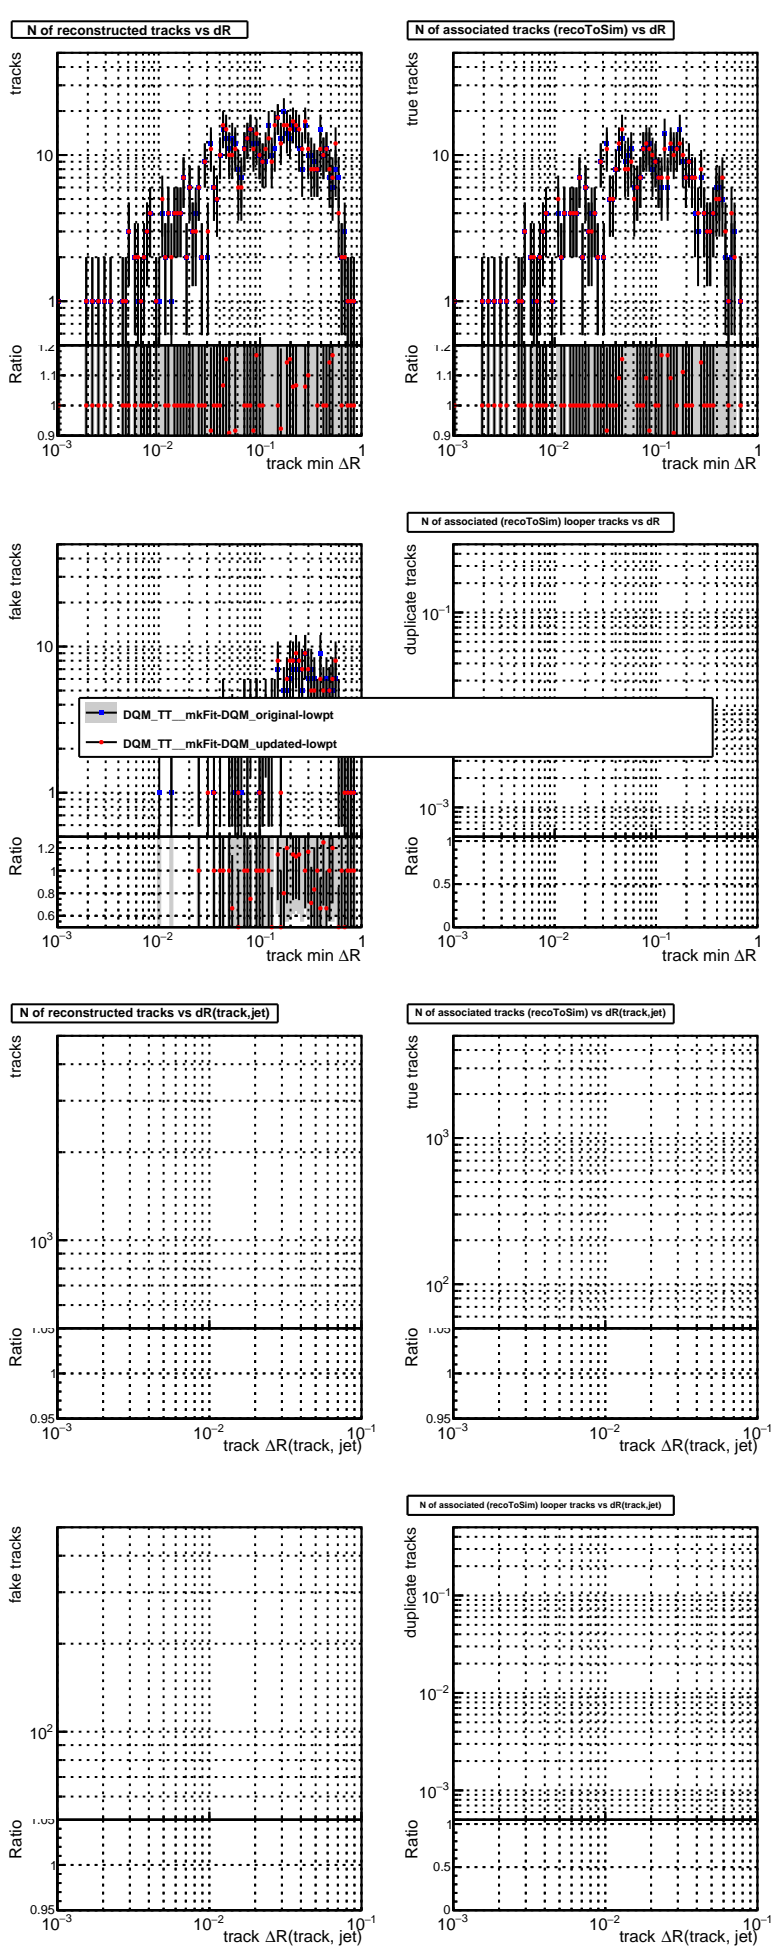 N of reconstructed tracks vs dR
tracks
10
1
Ratio
1.2
1.1
1
0.9
10−3
10−2
10−1
1
track min ΔR
N of associated tracks (recoToSim) vs dR
true tracks
10
1
Ratio
1.2
1.1
1
0.9
10−3
10−2
10−1
1
track min ΔR
fake tracks
10
1
Ratio
1.2
1
0.8
0.6
10−3
10−2
10−1
1
track min ΔR
N of associated (recoToSim) looper tracks vs dR
duplicate tracks
10−1
10−3
Ratio
1
0.5
0
10−3
10−2
10−1
1
track min ΔR
DQM_TT__mkFit-DQM_original-lowpt
DQM_TT__mkFit-DQM_updated-lowpt
N of reconstructed tracks vs dR(track,jet)
tracks
103
Ratio
1.05
1
0.95
10−3
10−2
10−1
track ΔR(track, jet)
N of associated tracks (recoToSim) vs dR(track,jet)
true tracks
103
102
Ratio
1.05
1
0.95
10−3
10−2
10−1
track ΔR(track, jet)
fake tracks
102
Ratio
1.05
1
0.95
10−3
10−2
10−1
track ΔR(track, jet)
N of associated (recoToSim) looper tracks vs dR(track,jet)
duplicate tracks
10−1
10−2
10−3
Ratio
1
0.5
0
10−3
10−2
10−1
track ΔR(track, jet)